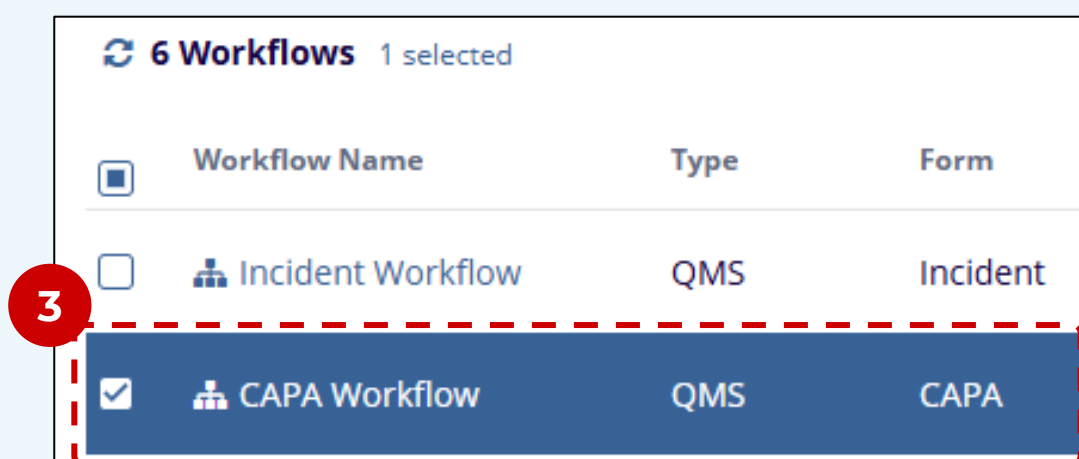 6 Workflows 1 selected
Workflow Name Type Form
Incident Workflow QMS Incident
3
CAPA Workflow QMS CAPA